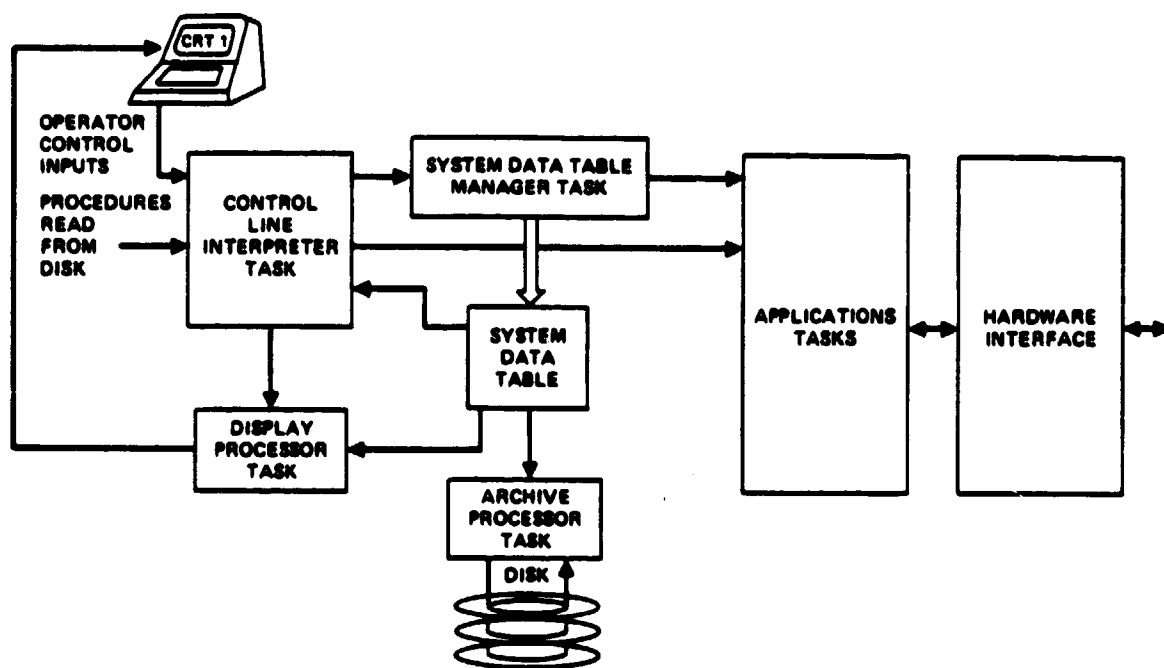 CRT 1
OPERATOR
CONTROL
INPUTS
PROCEDURES
READ
FROM
DISK
CONTROL
LINE
INTERPRETER
TASK
SYSTEM DATA TABLE
MANAGER TASK
SYSTEM
DATA
TABLE
DISPLAY
PROCESSOR
TASK
ARCHIVE
PROCESSOR
TASK
DISK
APPLICATIONS
TASKS
HARDWARE
INTERFACE